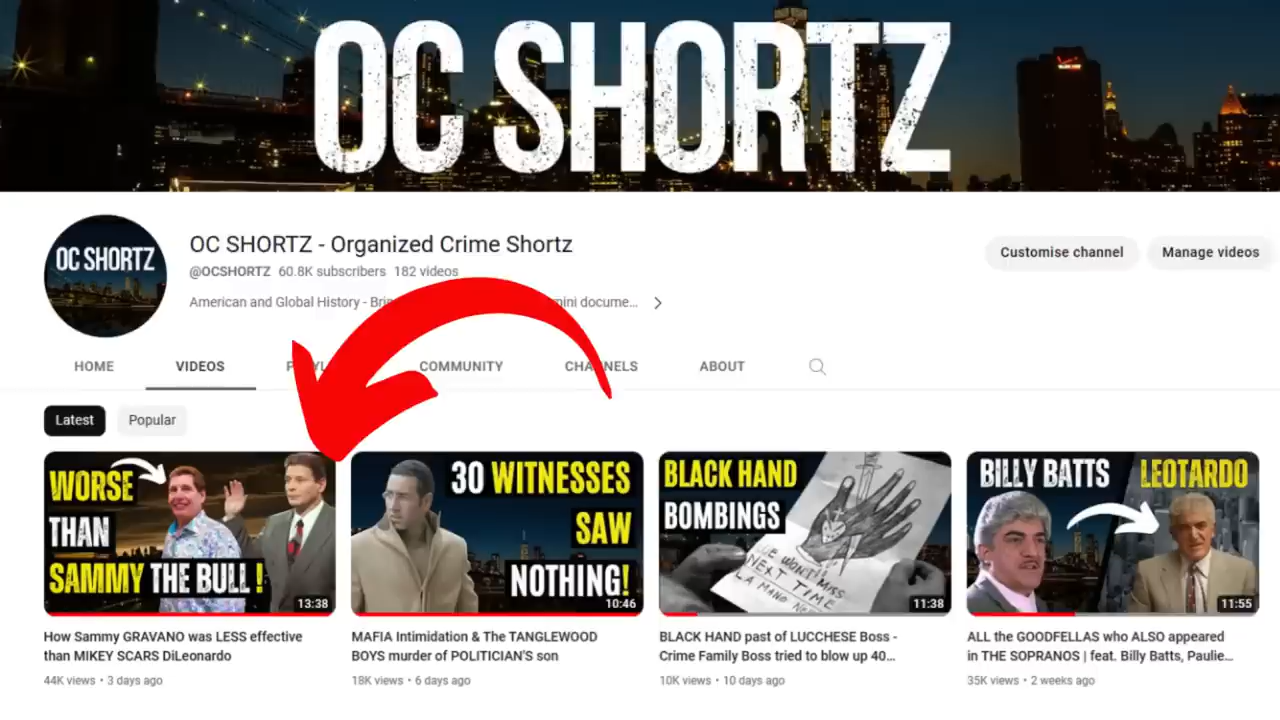 OC SHORTZ
OC SHORTZ
OC SHORTZ - Organized Crime Shortz
@OCSHORTZ 60.8K subscribers 182 videos
American and Global History - mini docume...
Customise channel
Manage videos
HOME
VIDEOS
COMMUNITY
CHANNELS
ABOUT
Latest
Popular
WORSE
THAN
SAMMY THE BULL!
13:38
30 WITNESSES
SAW
NOTHING!
10:46
BLACK HAND
BOMBINGS
WE WON'T MISS
NEXT TIME
LA MANO
11:38
BILLY BATTS
LEOTARDO
11:55
How Sammy GRAVANO was LESS effective
than MIKEY SCARS DiLeonardo
44K views • 3 days ago
MAFIA Intimidation & The TANGLEWOOD
BOYS murder of POLITICIAN'S son
18K views • 6 days ago
BLACK HAND past of LUCCHESE Boss -
Crime Family Boss tried to blow up 40...
10K views • 10 days ago
ALL the GOODFELLAS who ALSO appeared
in THE SOPRANOS | feat. Billy Batts, Paulie...
35K views • 2 weeks ago